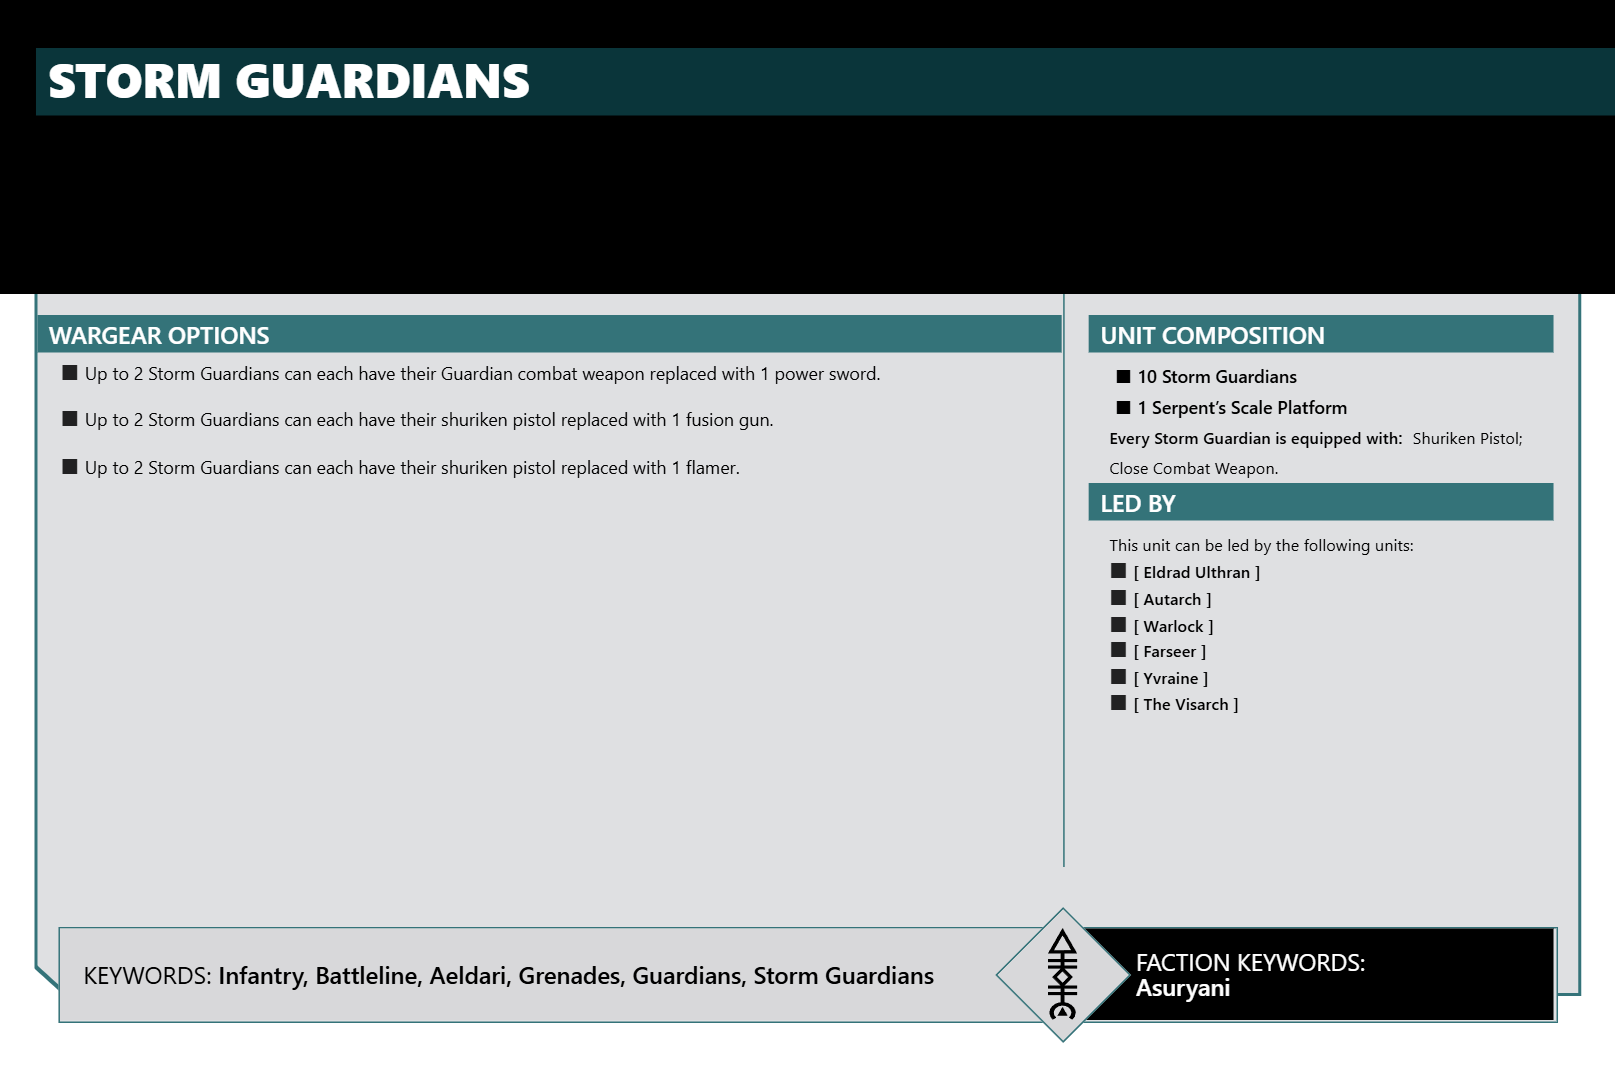 STORM GUARDIANS
WARGEAR OPTIONS
■ Up to 2 Storm Guardians can each have their Guardian combat weapon replaced with 1 power sword.
■ Up to 2 Storm Guardians can each have their shuriken pistol replaced with 1 fusion gun.
■ Up to 2 Storm Guardians can each have their shuriken pistol replaced with 1 flamer.
UNIT COMPOSITION
■ 10 Storm Guardians
■ 1 Serpent’s Scale Platform
Every Storm Guardian is equipped with: Shuriken Pistol;
Close Combat Weapon.
LED BY
This unit can be led by the following units:
■ [ Eldrad Ulthran ]
■ [ Autarch ]
■ [ Warlock ]
■ [ Farseer ]
■ [ Yvraine ]
■ [ The Visarch ]
KEYWORDS: Infantry, Battleline, Aeldari, Grenades, Guardians, Storm Guardians
FACTION KEYWORDS:
Asuryani